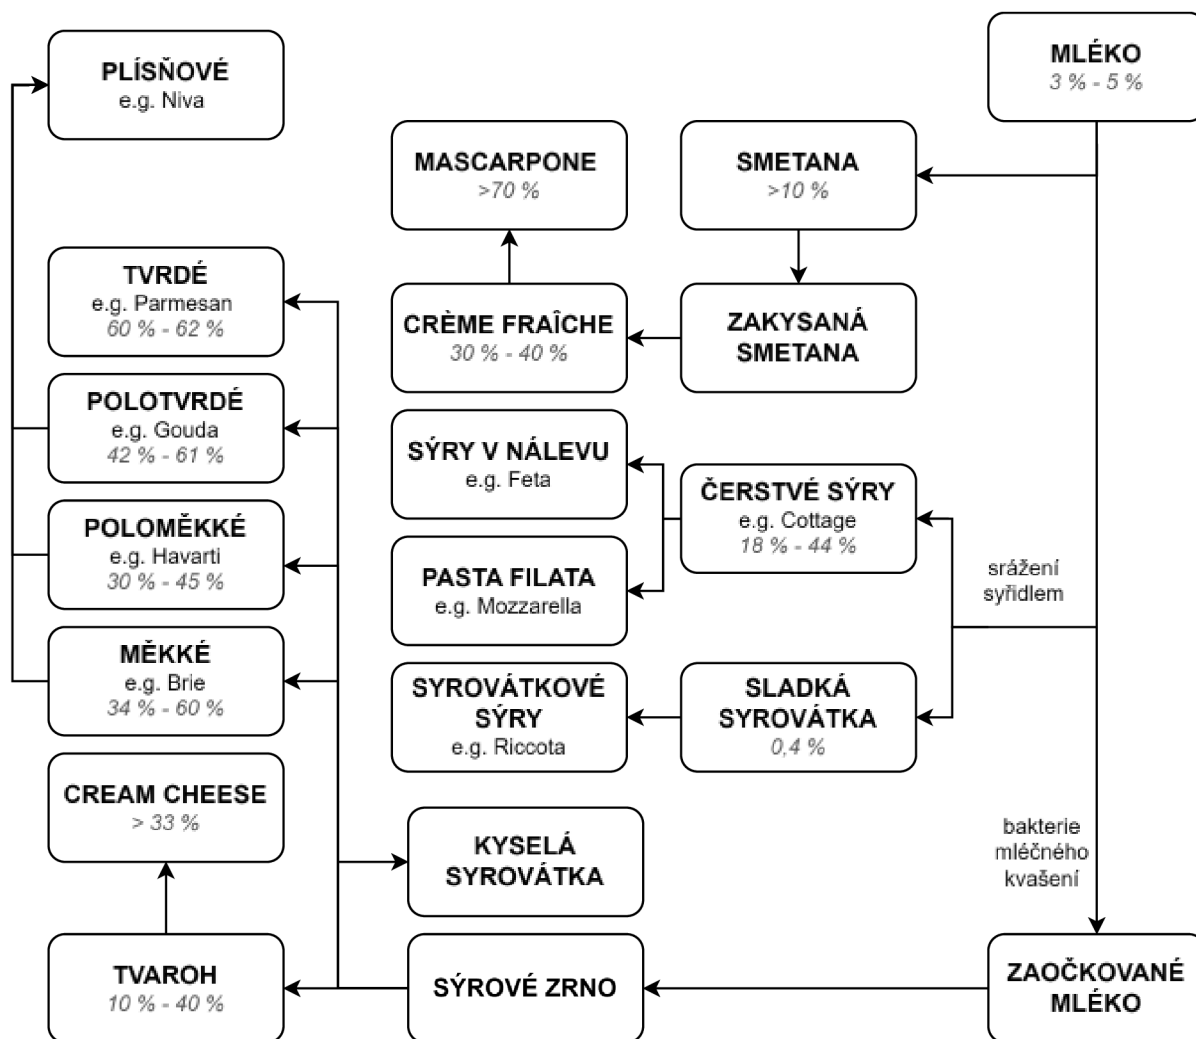 PLÍSŇOVÉ
e.g. Niva
MLÉKO
3 % - 5 %
MASCARPONE
>70 %
SMETANA
>10 %
TVRDÉ
e.g. Parmesan
60 % - 62 %
CRÈME FRAÎCHE
30 % - 40 %
ZAKYSANÁ
SMETANA
POLOTVRDÉ
e.g. Gouda
42 % - 61 %
SÝRY V NÁLEVU
e.g. Feta
ČERSTVÉ SÝRY
e.g. Cottage
18 % - 44 %
POLOMĚKKÉ
e.g. Havarti
30 % - 45 %
PASTA FILATA
e.g. Mozzarella
srážení
syřidlem
MĚKKÉ
e.g. Brie
34 % - 60 %
SYROVÁTKOVÉ
SÝRY
e.g. Riccota
SLADKÁ
SYROVÁTKA
0,4 %
CREAM CHEESE
> 33 %
KYSELÁ
SYROVÁTKA
bakterie
mléčného
kvašení
TVAROH
10 % - 40 %
SÝROVÉ ZRNO
ZAOČKOVANÉ
MLÉKO